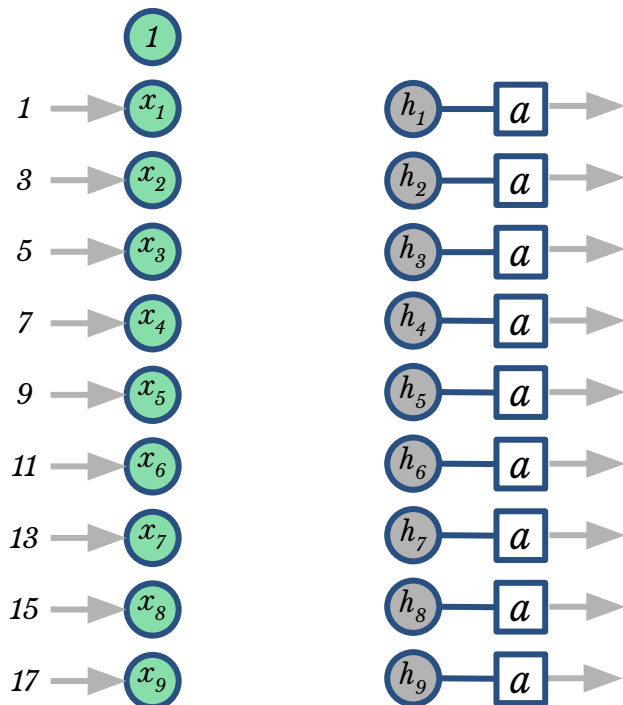 1
1 x₁ h₁ a
3 x₂ h₂ a
5 x₃ h₃ a
7 x₄ h₄ a
9 x₅ h₅ a
11 x₆ h₆ a
13 x₇ h₇ a
15 x₈ h₈ a
17 x₉ h₉ a